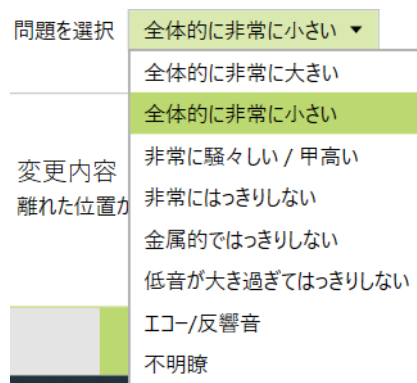 問題を選択 全体的に非常に小さい
全体的に非常に大きい
全体的に非常に小さい
非常に騒々しい / 甲高い
変更内容
非常にはっきりしない
離れた位置か
金属的ではっきりしない
低音が大き過ぎてはっきりしない
エコー/反響音
不明瞭